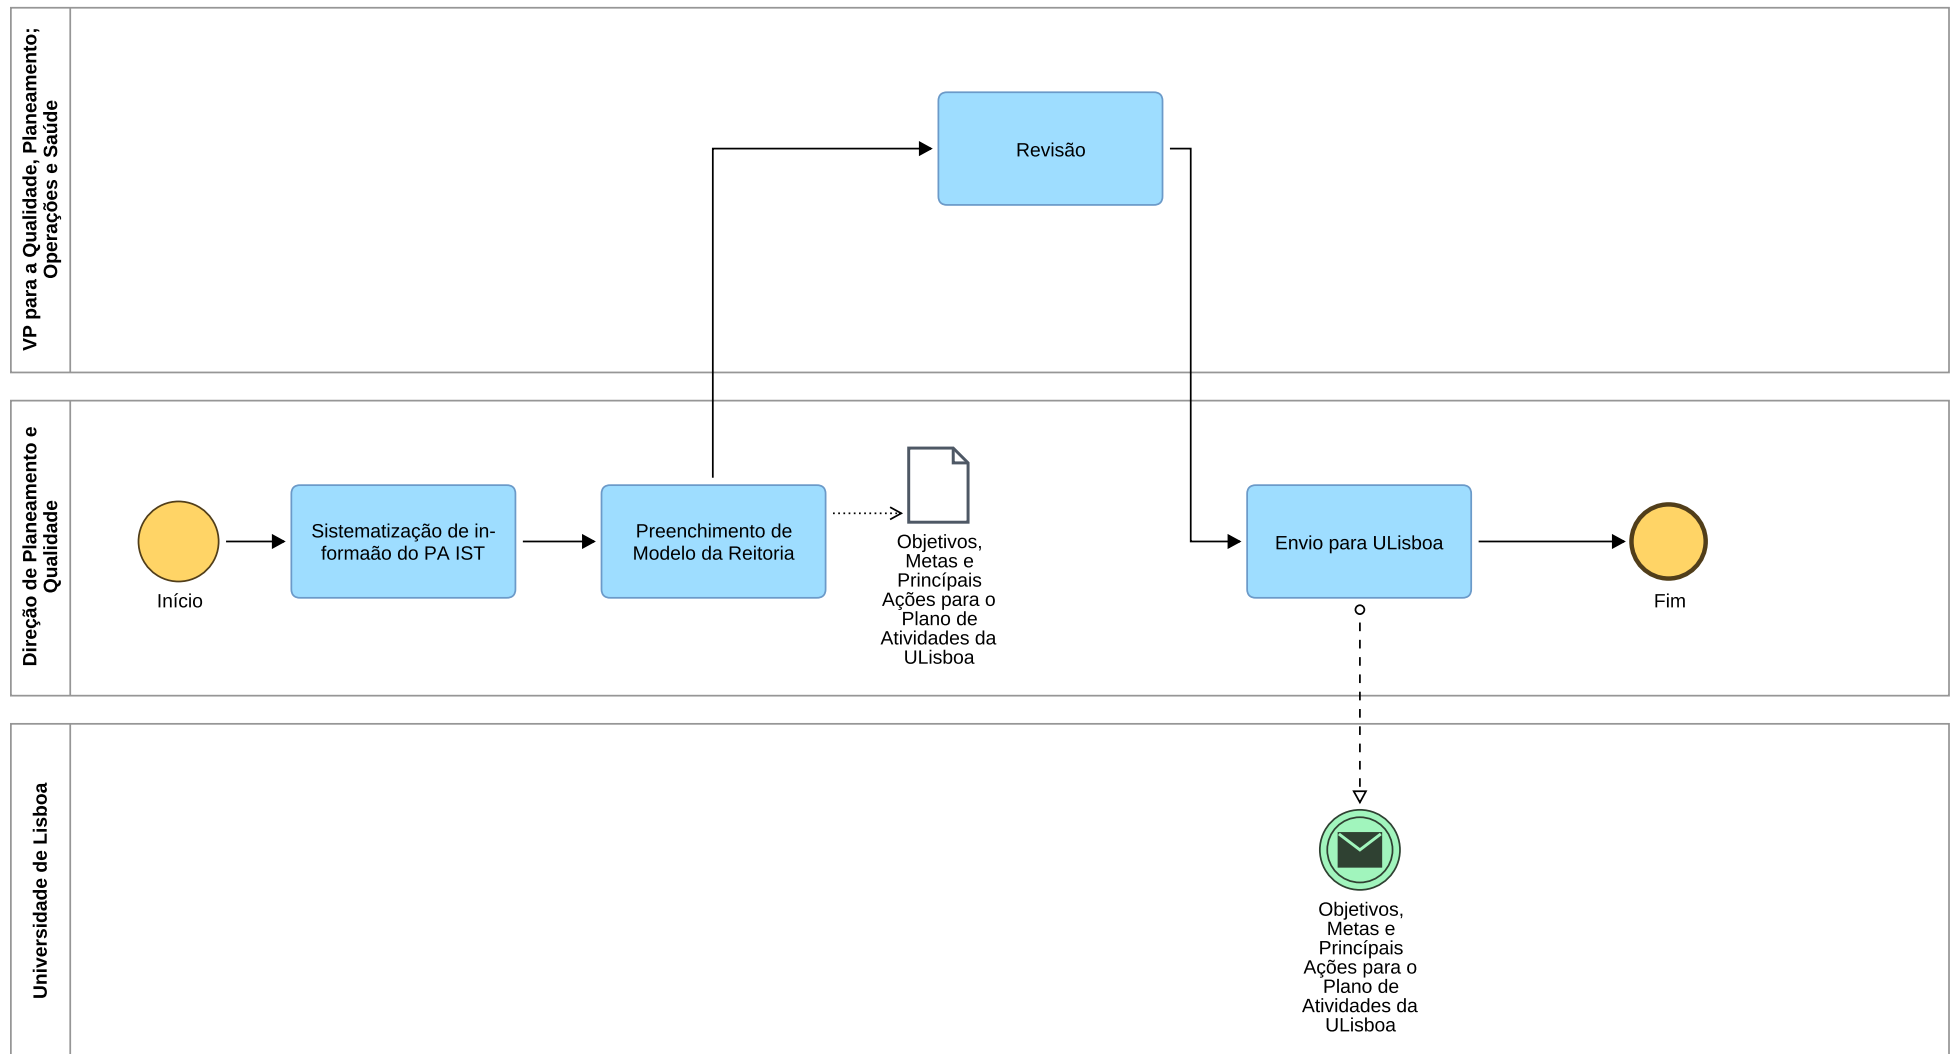 VP para a Qualidade, Planeamento;
Operações e Saúde
Revisão
Direção de Planeamento e
Qualidade
Início
Sistematização de in-
formaão do PA IST
Preenchimento de
Modelo da Reitoria
Objetivos,
Metas e
Princípais
Ações para o
Plano de
Atividades da
ULisboa
Envio para ULisboa
Fim
Universidade de Lisboa
Objetivos,
Metas e
Princípais
Ações para o
Plano de
Atividades da
ULisboa